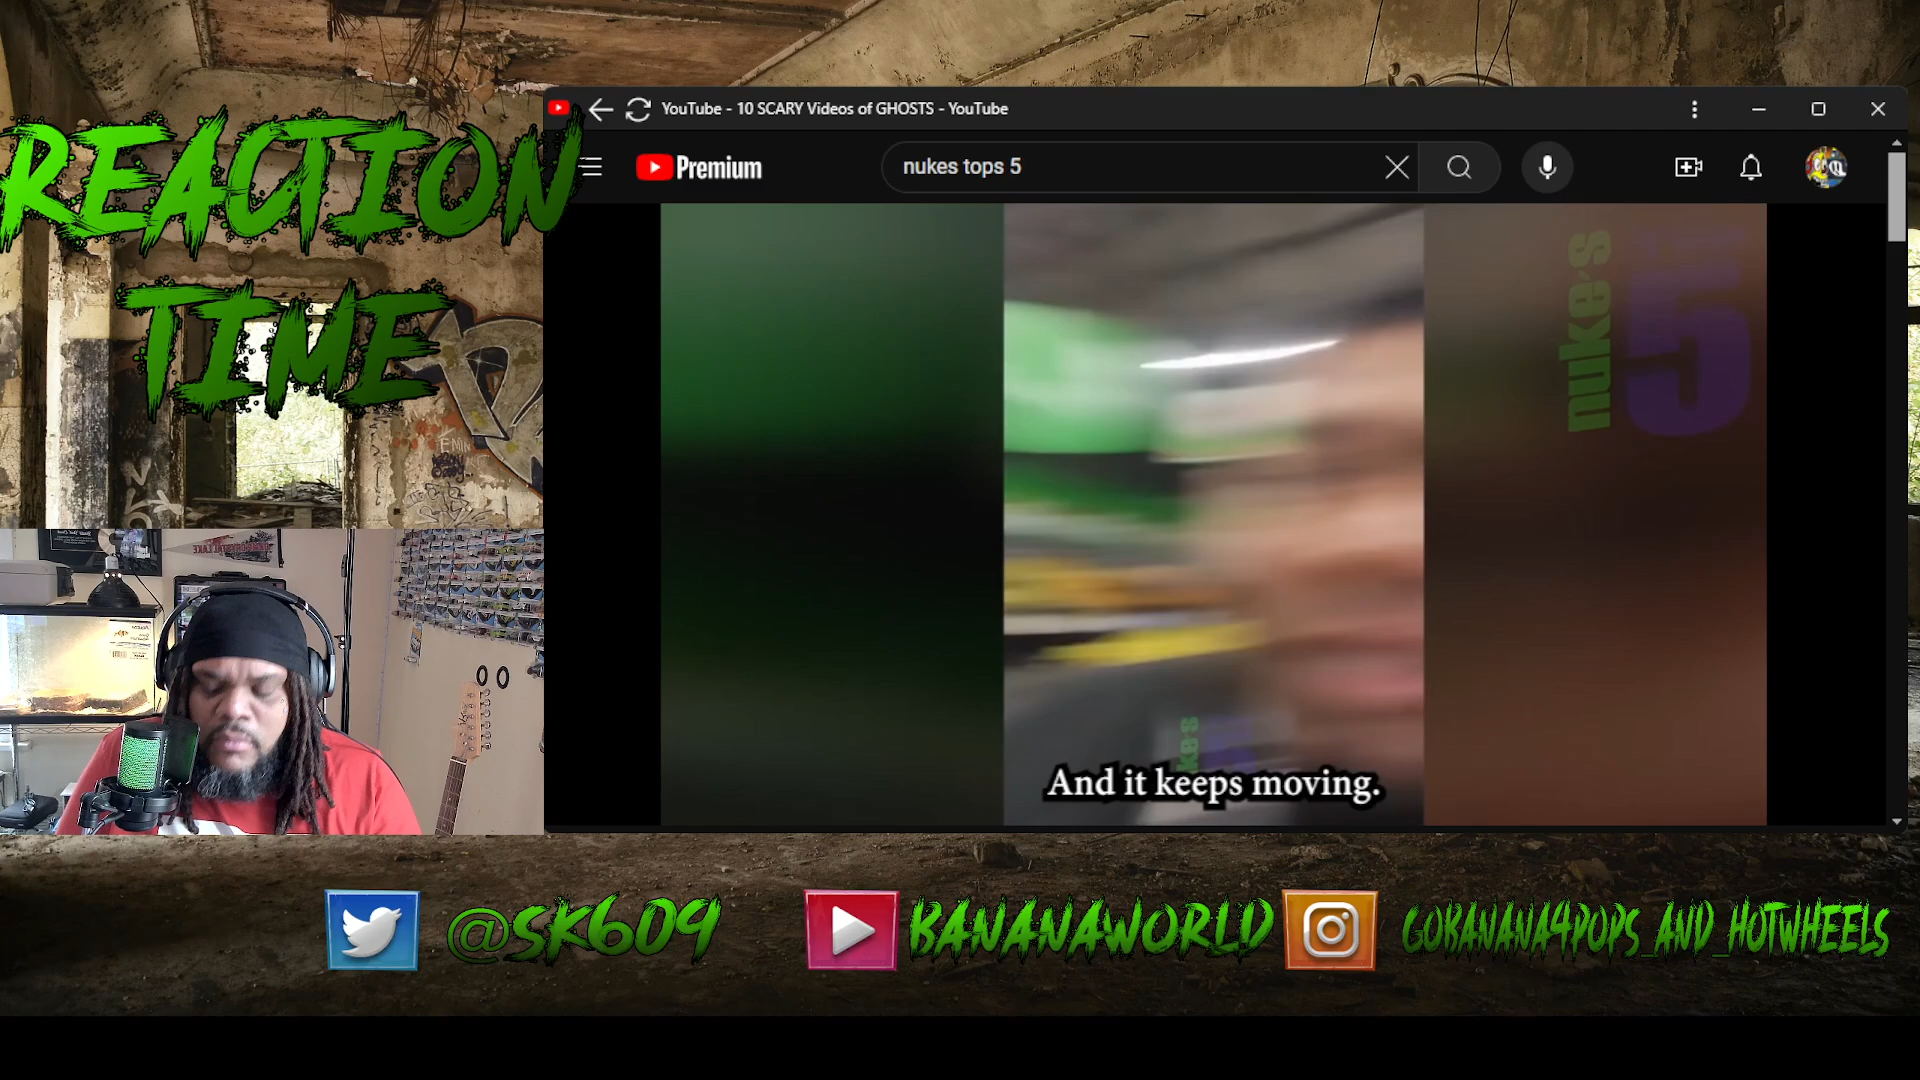 REACTION
TIME
YouTube - 10 SCARY Videos of GHOSTS - YouTube
Premium
nukes tops 5
nuke's
5
And it keeps moving.
@SK609
BANANAWORLD
GOBANANA4POPS_AND_HOTWHEELS